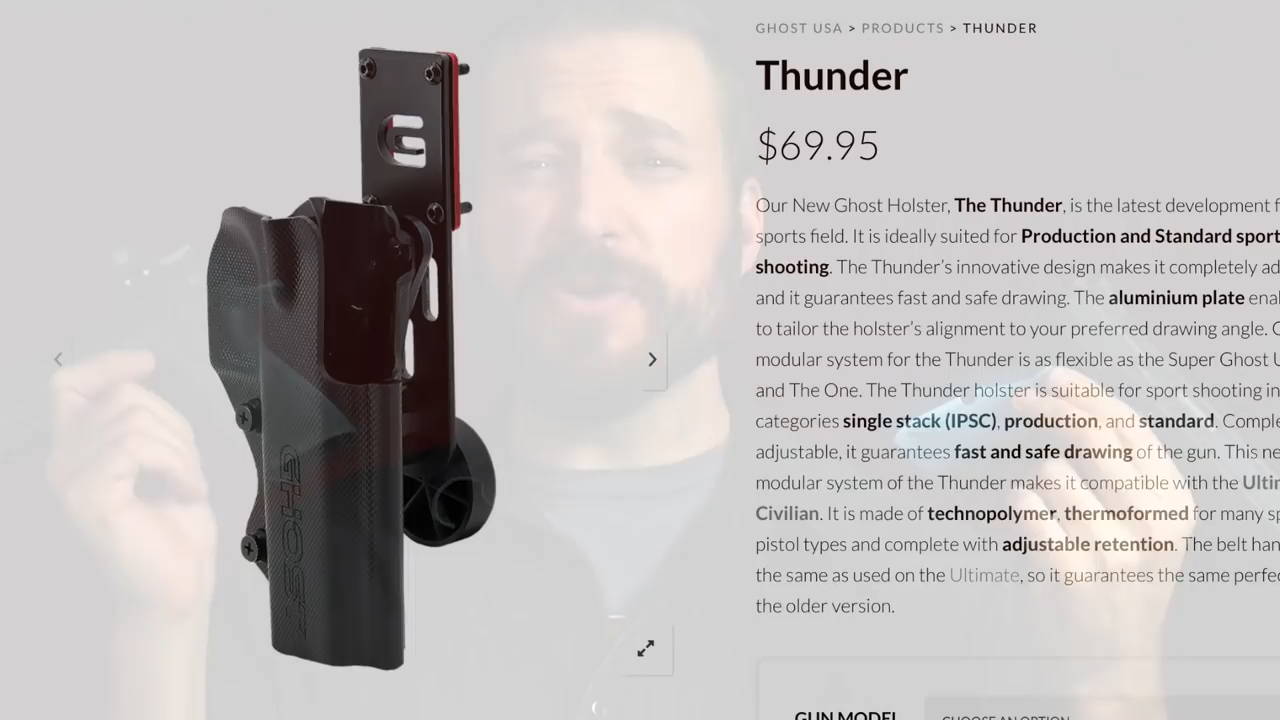 GHOST USA > PRODUCTS > THUNDER
Thunder
$69.95
Our New Ghost Holster, The Thunder, is the latest development f
sports field. It is ideally suited for Production and Standard sport
shooting. The Thunder's innovative design makes it completely ad
and it guarantees fast and safe drawing. The aluminium plate enal
to tailor the holster's alignment to your preferred drawing angle. C
modular system for the Thunder is as flexible as the Super Ghost U
and The One. The Thunder holster is suitable for sport shooting in
categories single stack (IPSC), production, and standard. Comple
adjustable, it guarantees fast and safe drawing of the gun. This ne
modular system of the Thunder makes it compatible with the Ultin
Civilian. It is made of technopolymer, thermoformed for many sp
pistol types and complete with adjustable retention. The belt han
the same as used on the Ultimate, so it guarantees the same perfec
the older version.
GHOST
GUN MODEL
CHOOSE AN OPTION